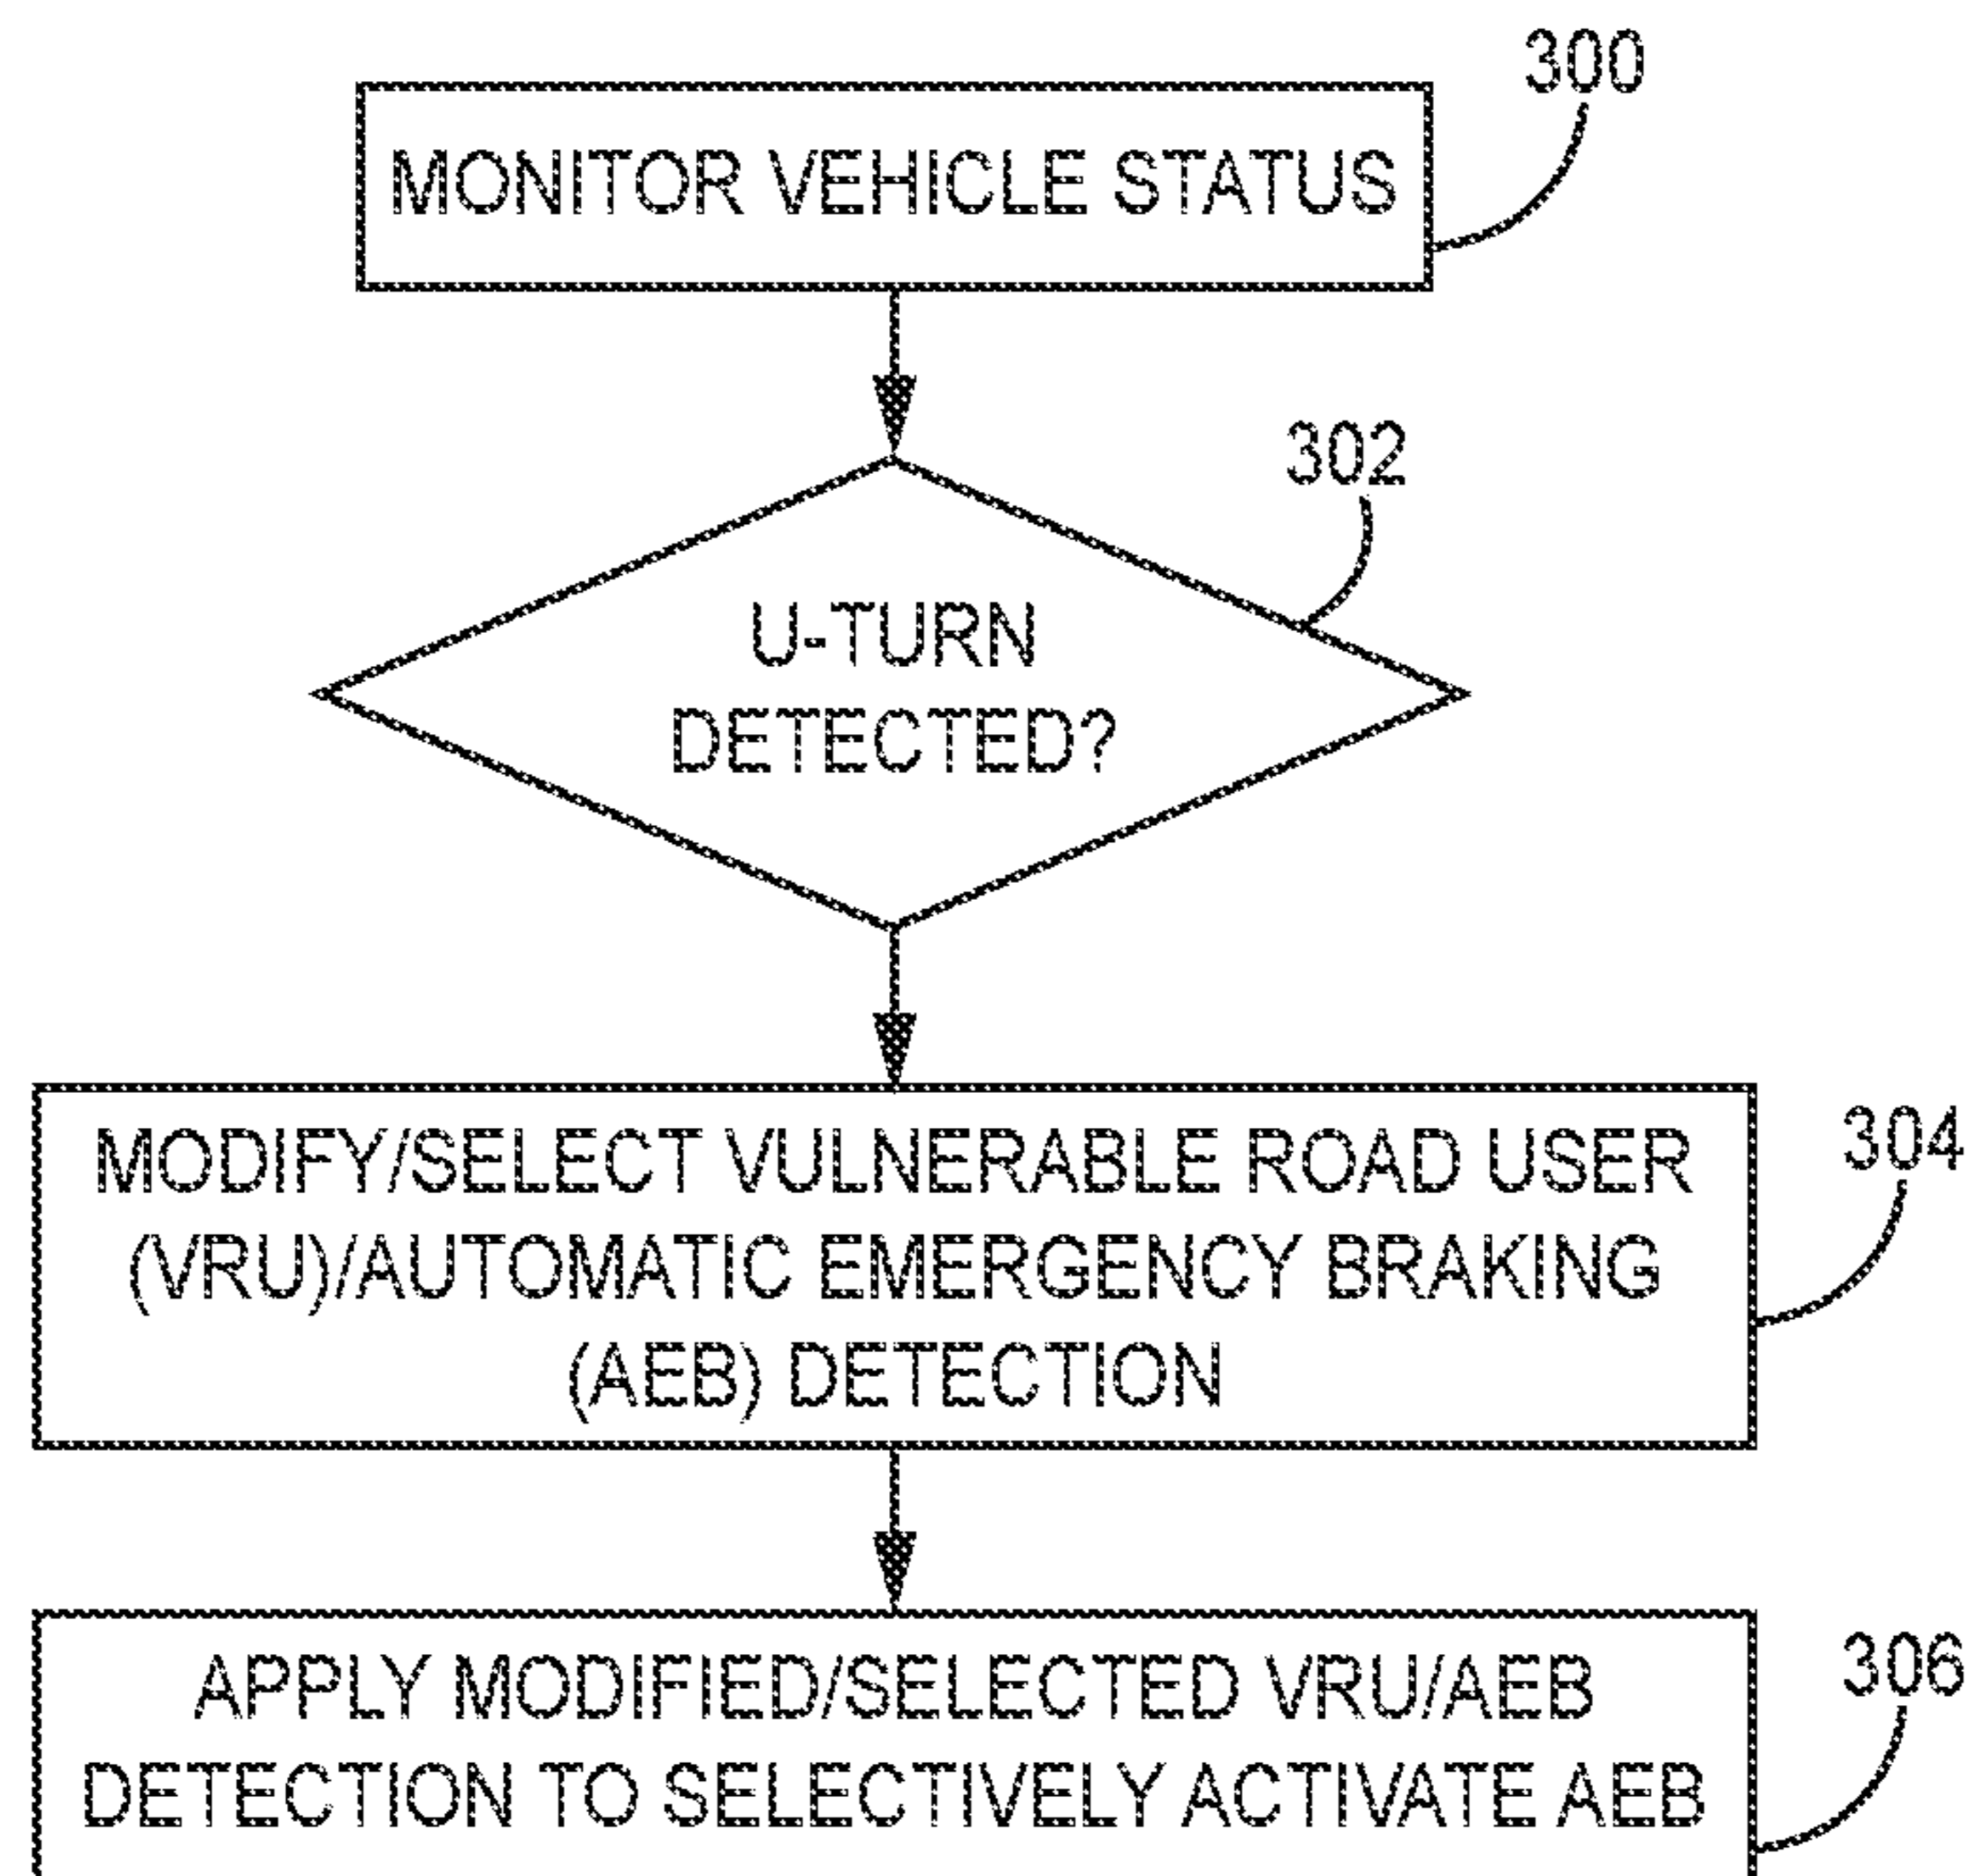 300
MONITOR VEHICLE STATUS
302
U-TURN
DETECTED?
304
MODIFY/SELECT VULNERABLE ROAD USER
(VRU)/AUTOMATIC EMERGENCY BRAKING
(AEB) DETECTION
306
APPLY MODIFIED/SELECTED VRU/AEB
DETECTION TO SELECTIVELY ACTIVATE AEB